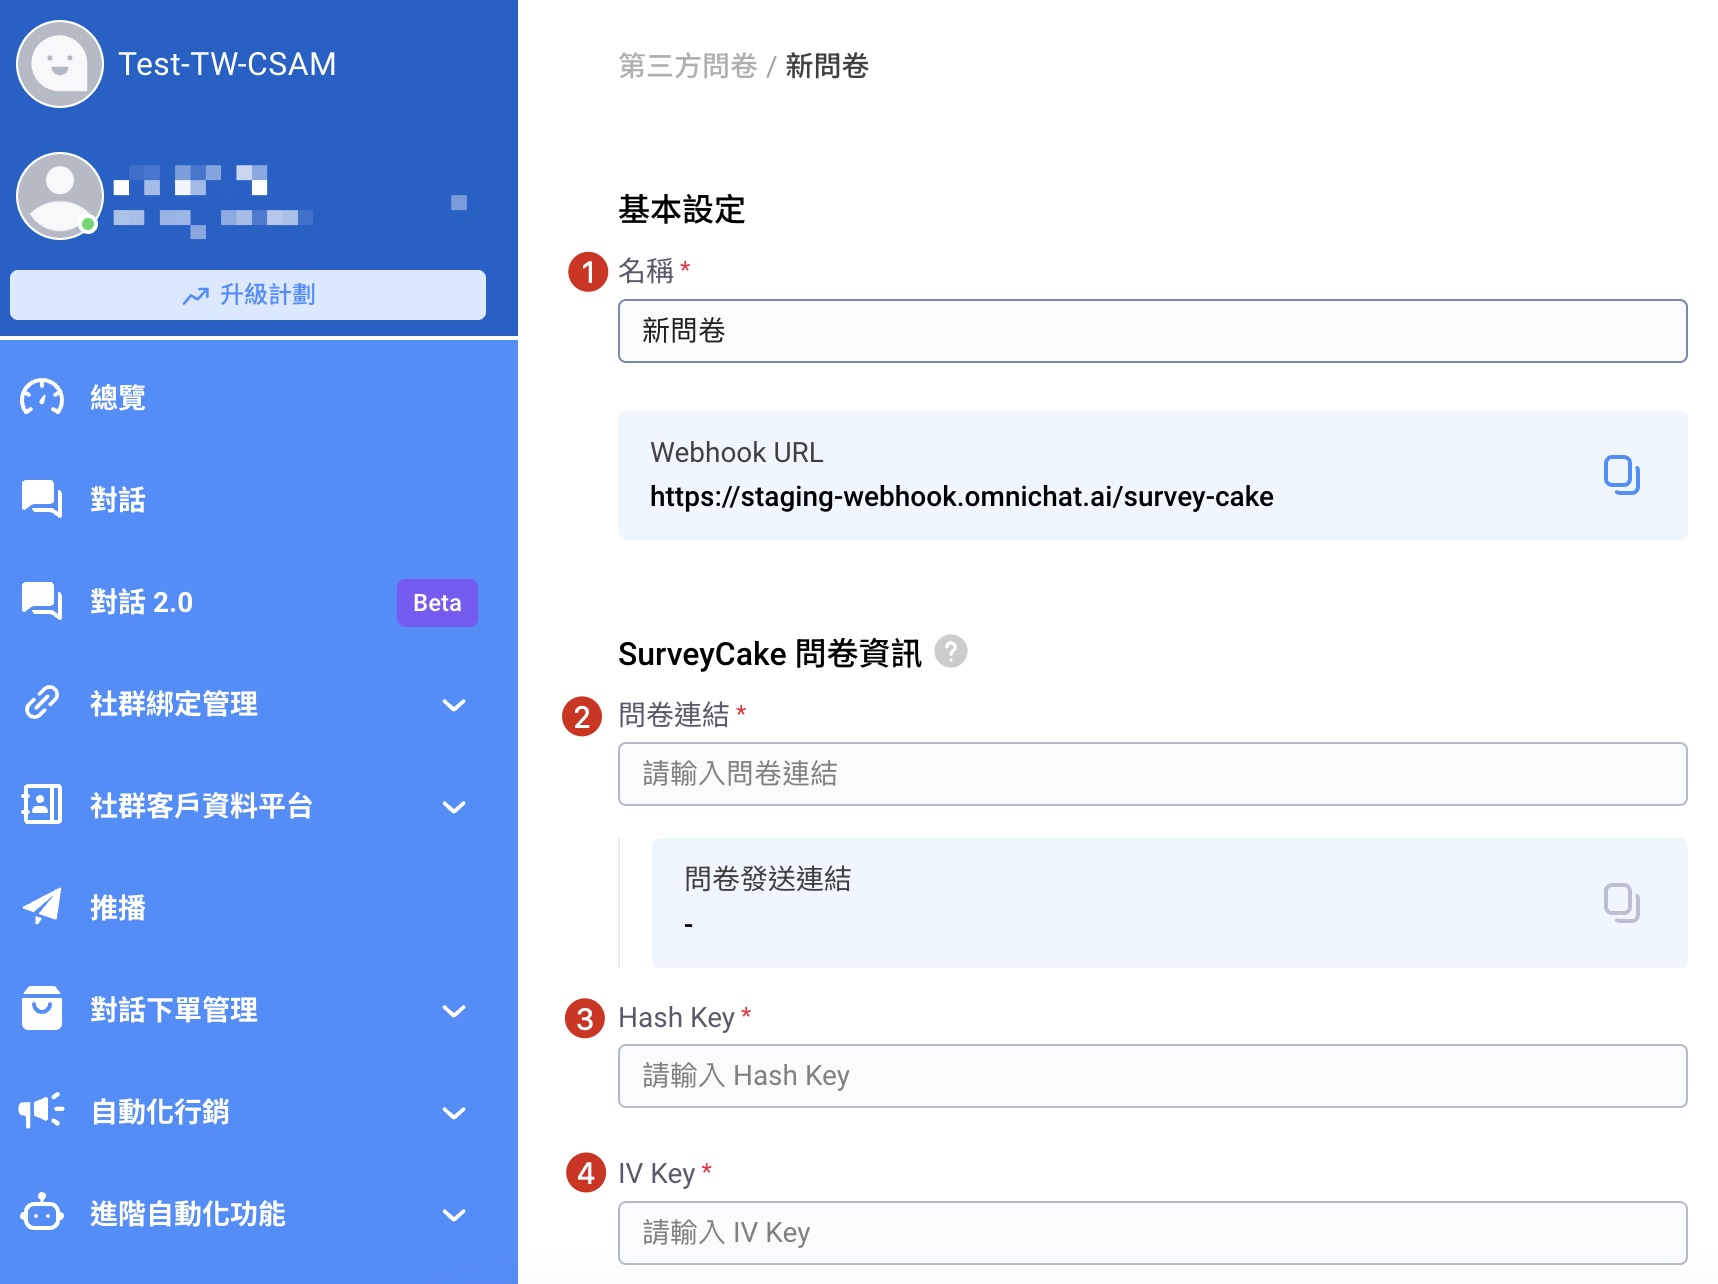 Test-TW-CSAM
升級計劃
總覽
對話
對話 2.0
Beta
社群綁定管理
社群客戶資料平台
推播
對話下單管理
自動化行銷
進階自動化功能
第三方問卷 / 新問卷
基本設定
1 名稱 *
新問卷
Webhook URL
https://staging-webhook.omnichat.ai/survey-cake
SurveyCake 問卷資訊 ?
2 問卷連結 *
請輸入問卷連結
問卷發送連結
-
3 Hash Key *
請輸入 Hash Key
4 IV Key *
請輸入 IV Key